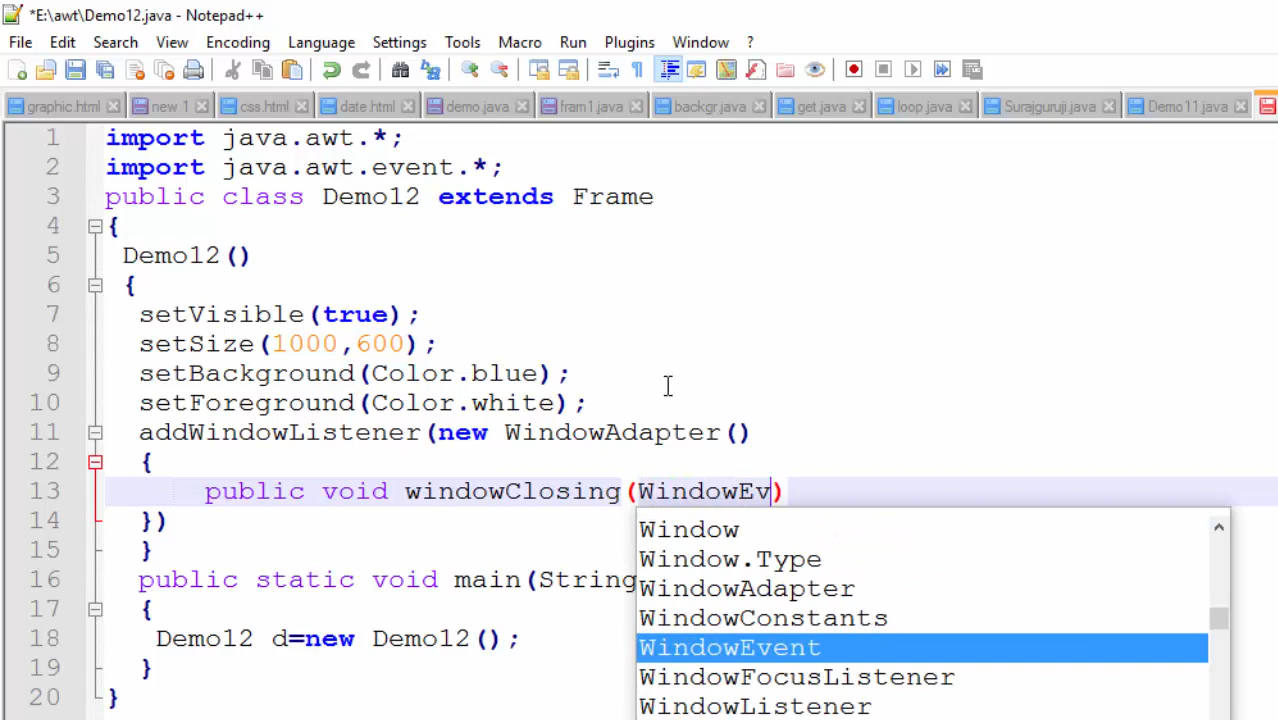 *E:\awt\Demo12.java - Notepad++
File Edit Search View Encoding Language Settings Tools Macro Run Plugins Window ?
graphic.html new 1 css.html date.html demo.java fram1.java backgr.java get.java loop.java Surajguruji.java Demo11.java
1 import java.awt.*;
2 import java.awt.event.*;
3 public class Demo12 extends Frame
4 {
5 Demo12()
6 {
7 setVisible(true);
8 setSize(1000,600);
9 setBackground(Color.blue);
10 setForeground(Color.white);
11 addWindowListener(new WindowAdapter()
12 {
13 public void windowClosing(WindowEv)
14 })
15 }
16 public static void main(String
17 {
18 Demo12 d=new Demo12();
19 }
20 }
Window
Window.Type
WindowAdapter
WindowConstants
WindowEvent
WindowFocusListener
WindowListener